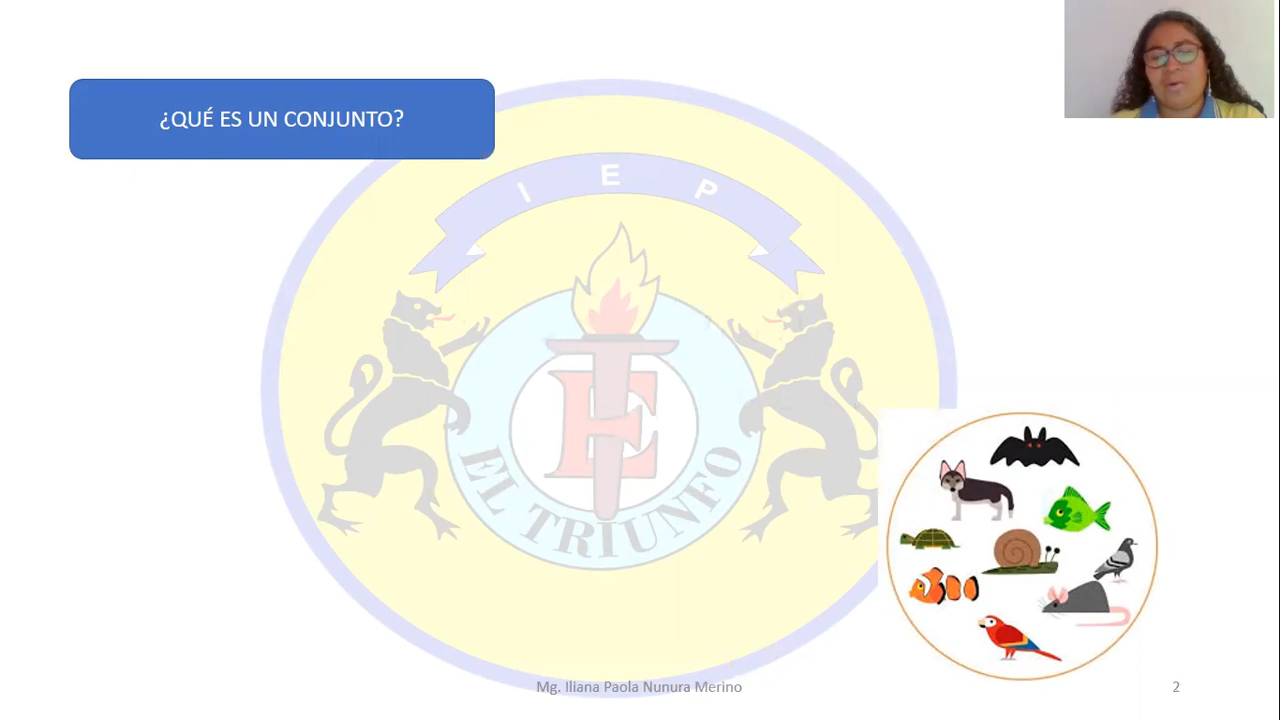 ¿QUÉ ES UN CONJUNTO?
I E P
E
EL TRIUNFO
Mg. Iliana Paola Nunura Merino
2